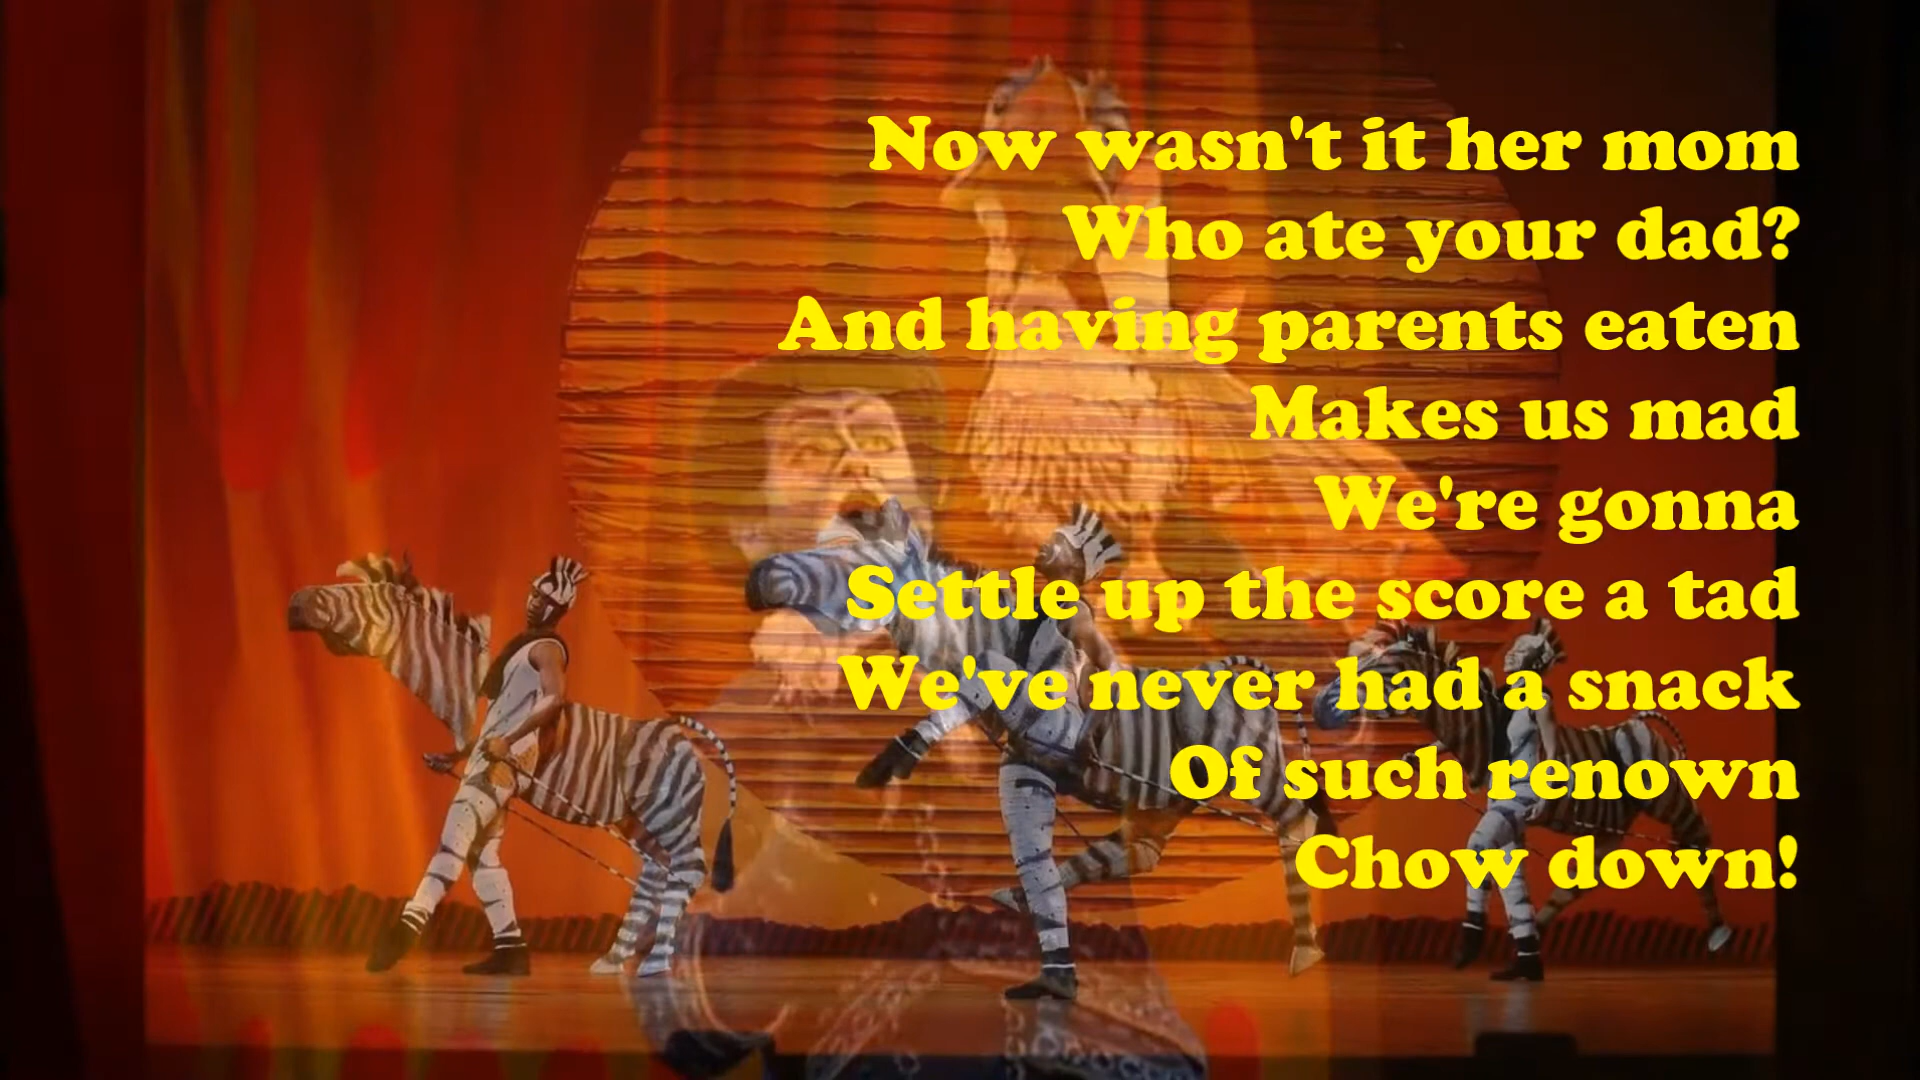 Now wasn't it her mom
Who ate your dad?
And having parents eaten
Makes us mad
We're gonna
Settle up the score a tad
We've never had a snack
Of such renown
Chow down!